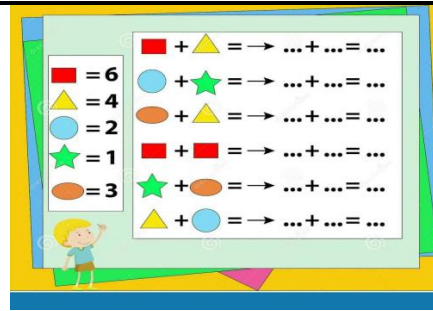 = 6
= 4
= 2
= 1
= 3
+ = → ...+ ...= ...
+ = → ...+ ...= ...
+ = → ...+ ...= ...
+ = → ...+ ...= ...
+ = → ...+ ...= ...
+ = → ...+ ...= ...